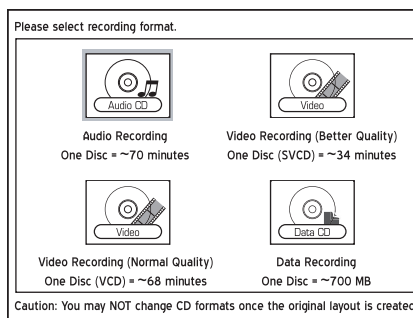 Please select recording format.
Audio CD
Video
Audio Recording
Video Recording (Better Quality)
One Disc = ~70 minutes
One Disc (SVCD) = ~34 minutes
Video
Data CD
Video Recording (Normal Quality)
Data Recording
One Disc (VCD) = ~68 minutes
One Disc = ~700 MB
Caution: You may NOT change CD formats once the original layout is created